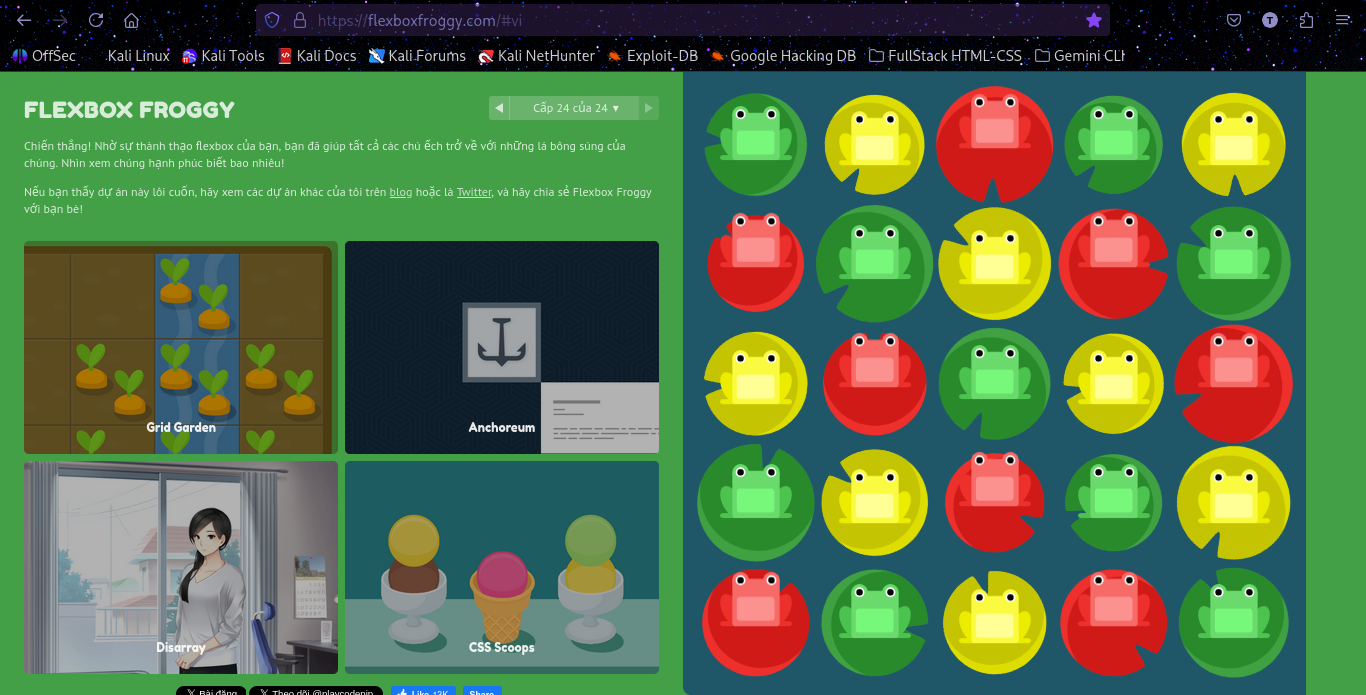 https://flexboxfroggy.com/#vi
T
OffSec
Kali Linux
Kali Tools
Kali Docs
Kali Forums
Kali NetHunter
Exploit-DB
Google Hacking DB
FullStack HTML-CSS
Gemini CLI
FLEXBOX FROGGY
◀ Cấp 24 của 24 ▼ ▶
Chiến thắng! Nhờ sự thành thạo flexbox của bạn, bạn đã giúp tất cả các chú ếch trở về với những lá bông súng của
chúng. Nhìn xem chúng hạnh phúc biết bao nhiêu!
Nếu bạn thấy dự án này lôi cuốn, hãy xem các dự án khác của tôi trên blog hoặc là Twitter, và hãy chia sẻ Flexbox Froggy
với bạn bè!
Grid Garden
Anchoreum
Disarray
CSS Scoops
Bài đăng
Theo dõi @playcodepip
Like 13K
Share